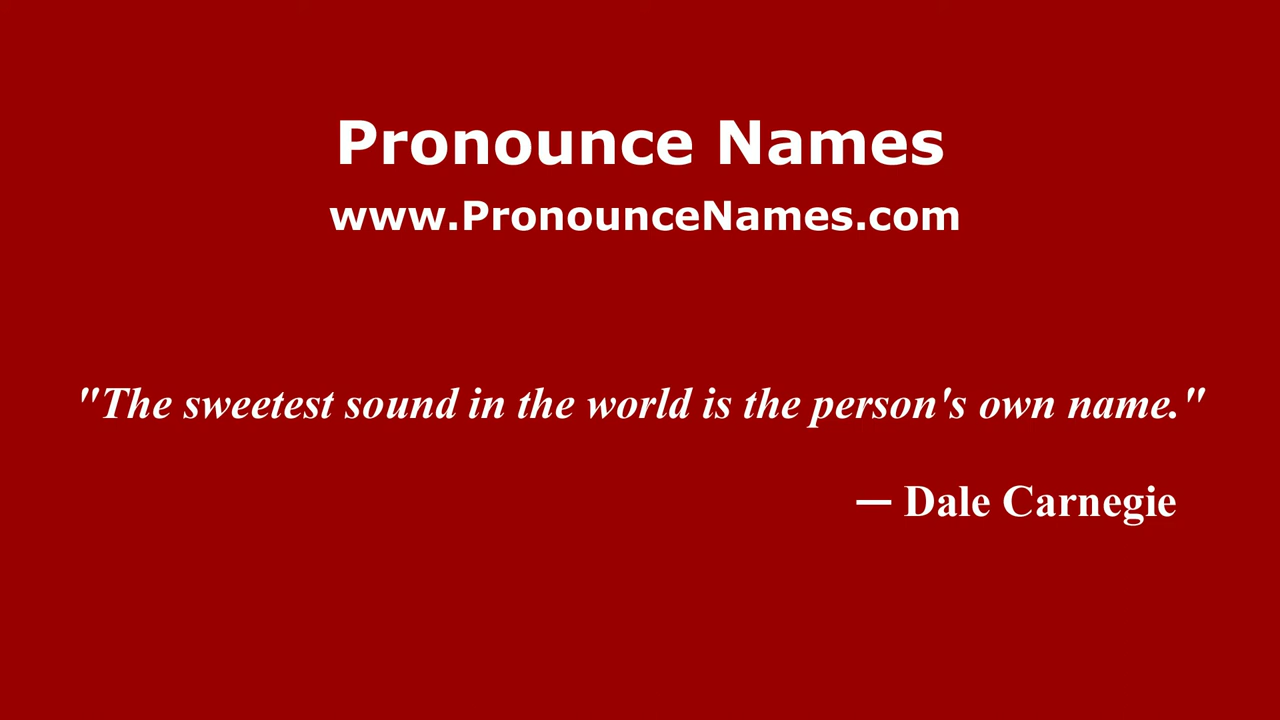 Pronounce Names
www.PronounceNames.com
"The sweetest sound in the world is the person's own name."
— Dale Carnegie